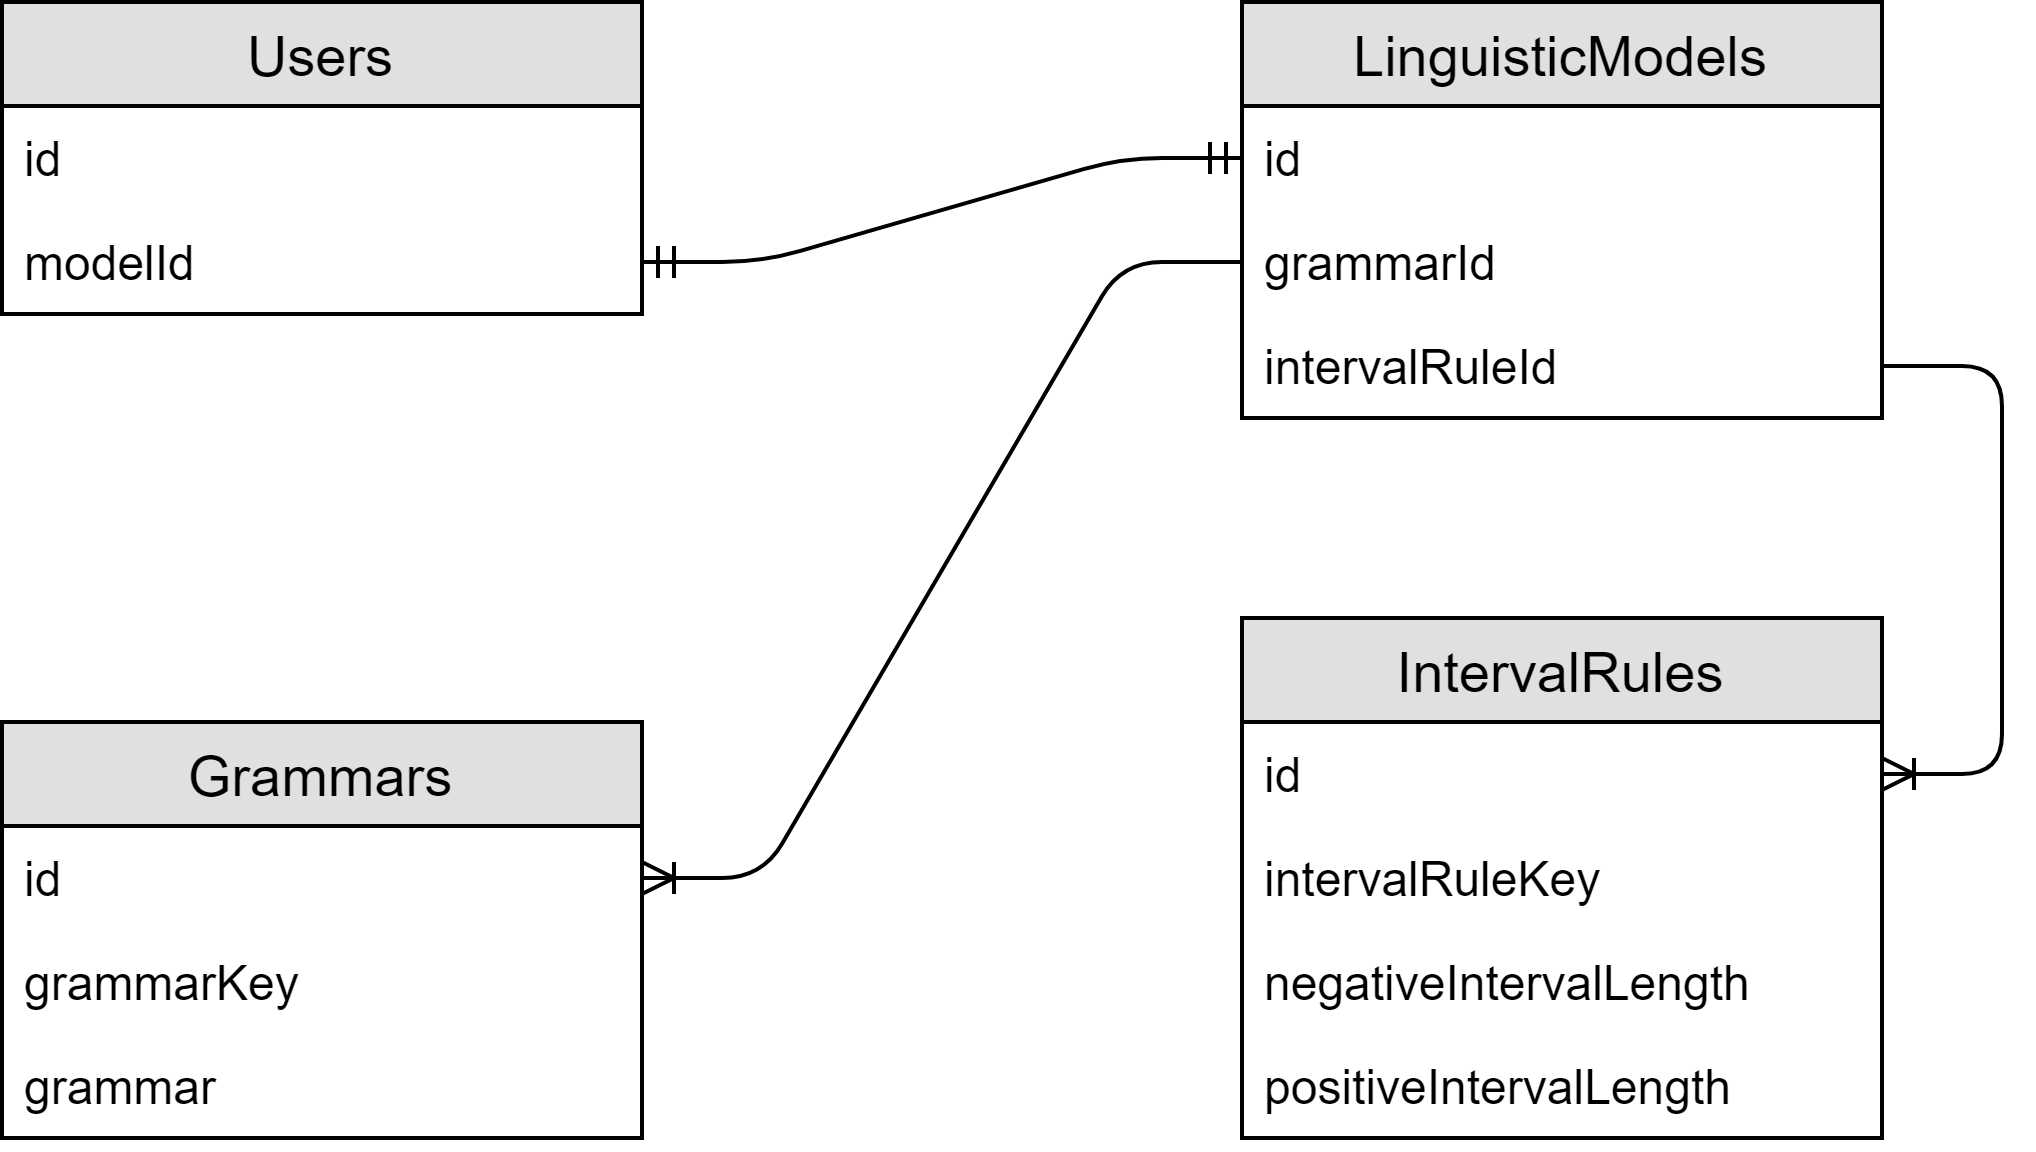 Users
id
modelId
LinguisticModels
id
grammarId
intervalRuleId
Grammars
id
grammarKey
grammar
IntervalRules
id
intervalRuleKey
negativeIntervalLength
positiveIntervalLength